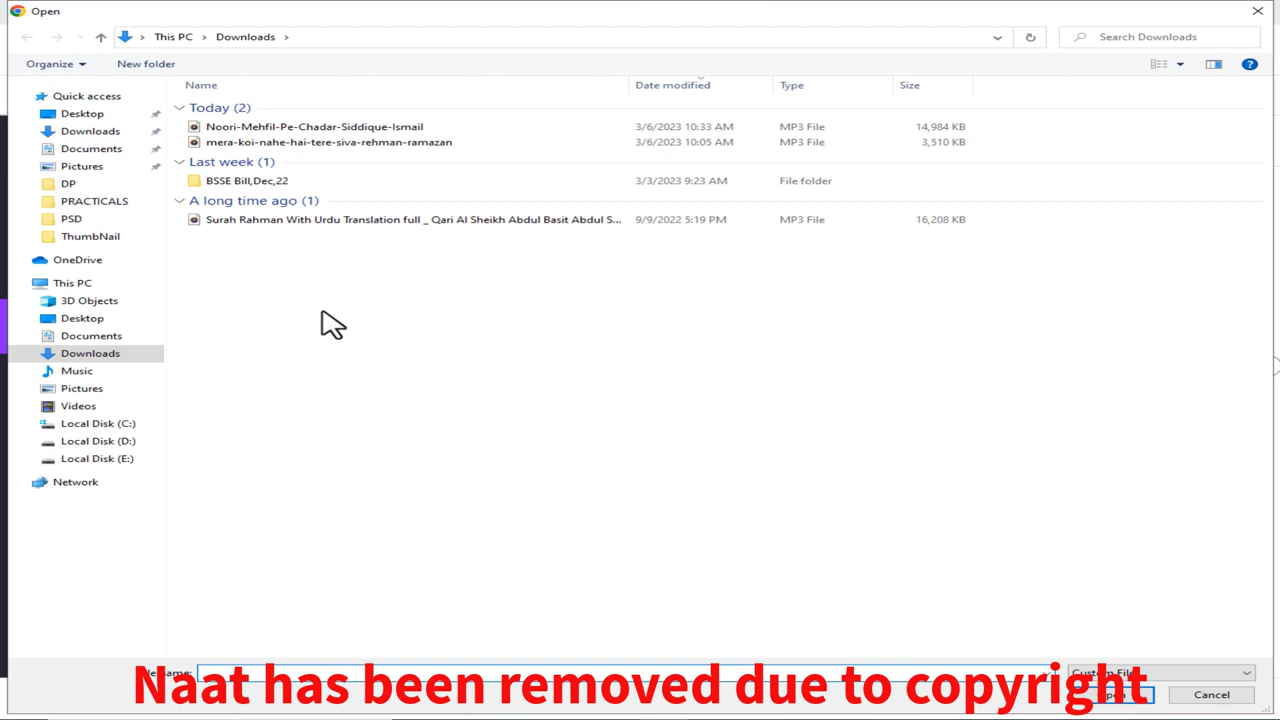 Open
This PC > Downloads >
Search Downloads
Organize
New folder
Name
Date modified
Type
Size
Quick access
Desktop
Downloads
Documents
Pictures
DP
PRACTICALS
PSD
ThumbNail
OneDrive
This PC
3D Objects
Desktop
Documents
Downloads
Music
Pictures
Videos
Local Disk (C:)
Local Disk (D:)
Local Disk (E:)
Network
Today (2)
Noori-Mehfil-Pe-Chadar-Siddique-Ismail 3/6/2023 10:33 AM MP3 File 14,984 KB
mera-koi-nahe-hai-tere-siva-rehman-ramazan 3/6/2023 10:05 AM MP3 File 3,510 KB
Last week (1)
BSSE Bill,Dec,22 3/3/2023 9:23 AM File folder
A long time ago (1)
Surah Rahman With Urdu Translation full _ Qari Al Sheikh Abdul Basit Abdul S... 9/9/2022 5:19 PM MP3 File 16,208 KB
Naat has been removed due to copyright
Cancel